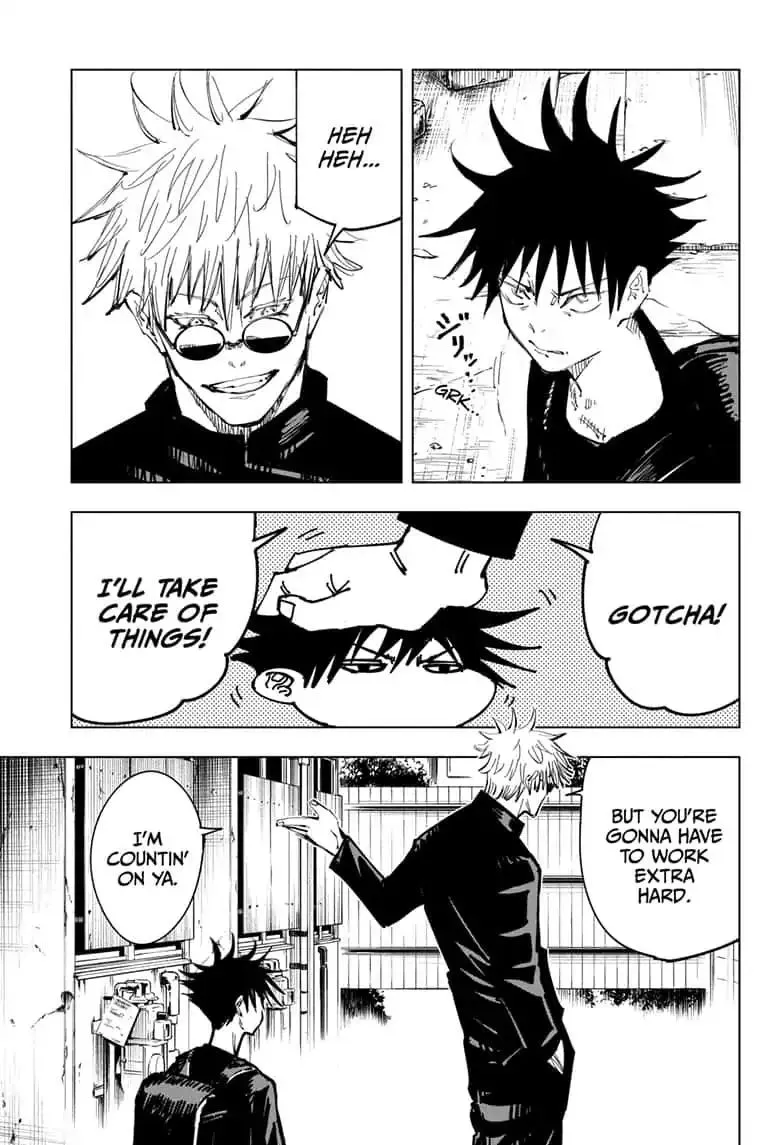 ジリッ…
GRK
HEH
HEH...
GOTCHA!
I'LL TAKE
CARE OF
THINGS!
BUT YOU'RE
GONNA HAVE
TO WORK
EXTRA
HARD.
I'M
COUNTIN'
ON YA.